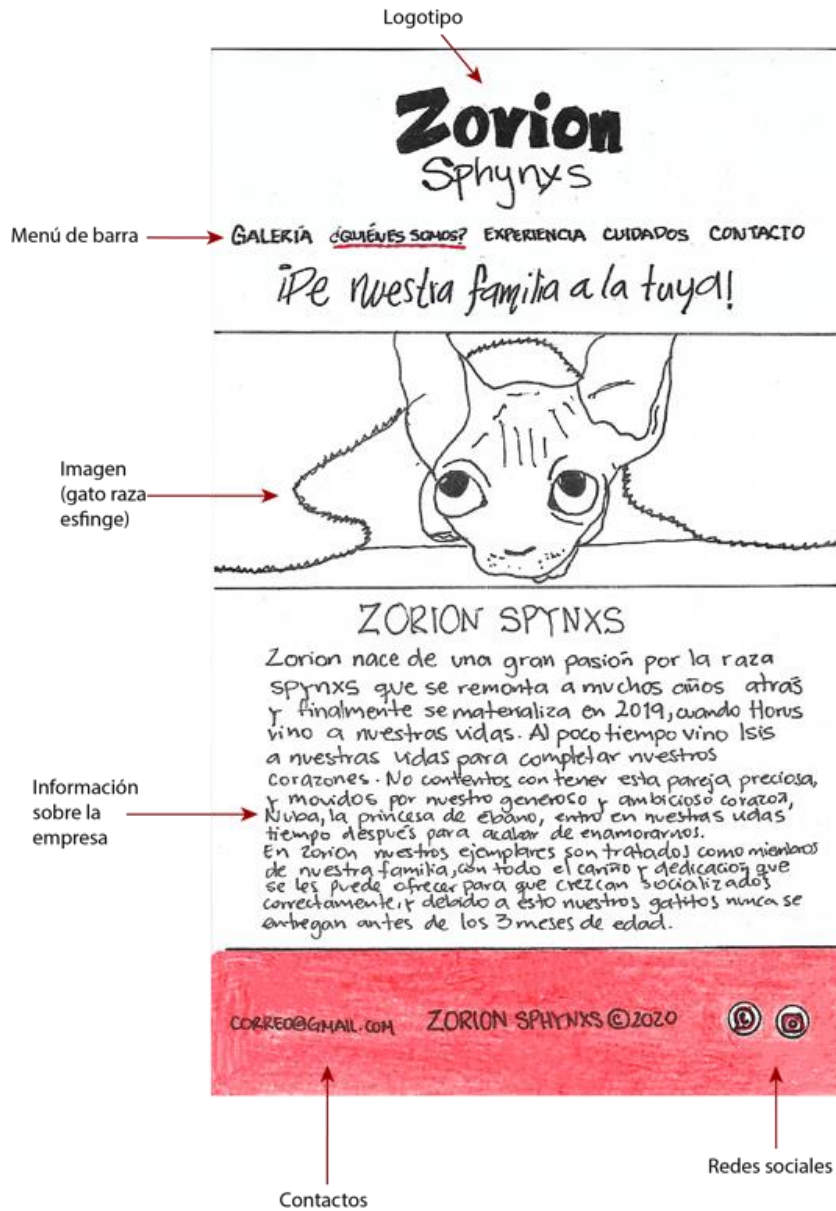 Logotipo
Zorion
Sphynxs
Menú de barra
GALERÍA ¿QUIÉNES SOMOS? EXPERIENCIA CUIDADOS CONTACTO
¡De nuestra familia a la tuya!
Imagen
(gato raza
esfinge)
ZORION SPYNXS
Zorion nace de una gran pasión por la raza
spynxs que se remonta a muchos años atrás
y finalmente se materializa en 2019, cuando Horus
vino a nuestras vidas. Al poco tiempo vino Isis
a nuestras vidas para completar nuestros
corazones. No contentos con tener esta pareja preciosa,
y movidos por nuestro generoso y ambicioso corazón,
Nuba, la princesa de ébano, entro en nuestras vidas
tiempo después para acabar de enamorarnos.
En Zorion nuestros ejemplares son tratados como miembros
de nuestra familia, con todo el cariño y dedicación que
se les puede ofrecer para que crezcan socializados
correctamente, y debido a esto nuestros gatitos nunca se
entregan antes de los 3 meses de edad.
Información
sobre la
empresa
CORREO@GMAIL.COM ZORION SPHYNXS © 2020
Contactos
Redes sociales